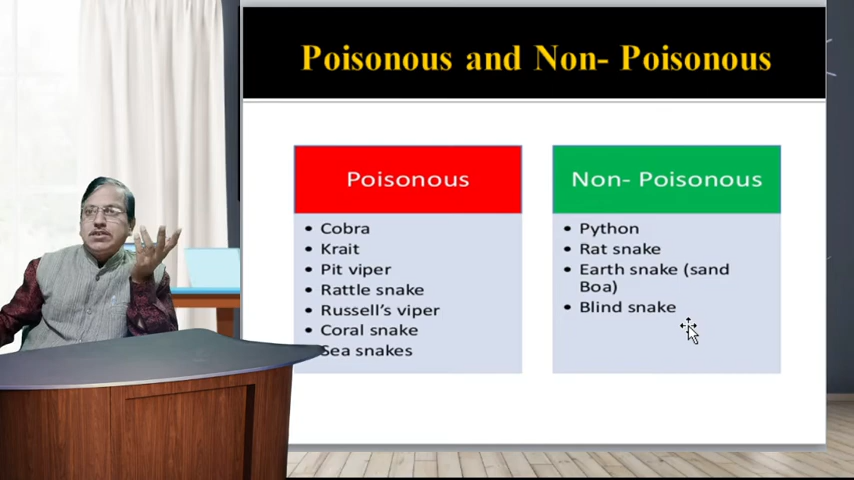 Poisonous and Non- Poisonous
Poisonous
• Cobra
• Krait
• Pit viper
• Rattle snake
• Russell's viper
• Coral snake
Sea snakes
Non- Poisonous
• Python
• Rat snake
• Earth snake (sand
Boa)
• Blind snake